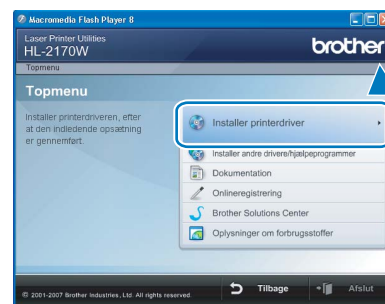 Macromedia Flash Player 8
Laser Printer Utilities
HL-2170W
brother
Topmenu
Topmenu
Installer printerdriveren, efter
at den indledende opsætning
er gennemført.
Installer printerdriver
Installer andre drivere/hjælpeprogrammer
Dokumentation
Onlineregistrering
Brother Solutions Center
Oplysninger om forbrugsstoffer
© 2001-2007 Brother Industries, Ltd. All rights reserved.
Tilbage
Afslut